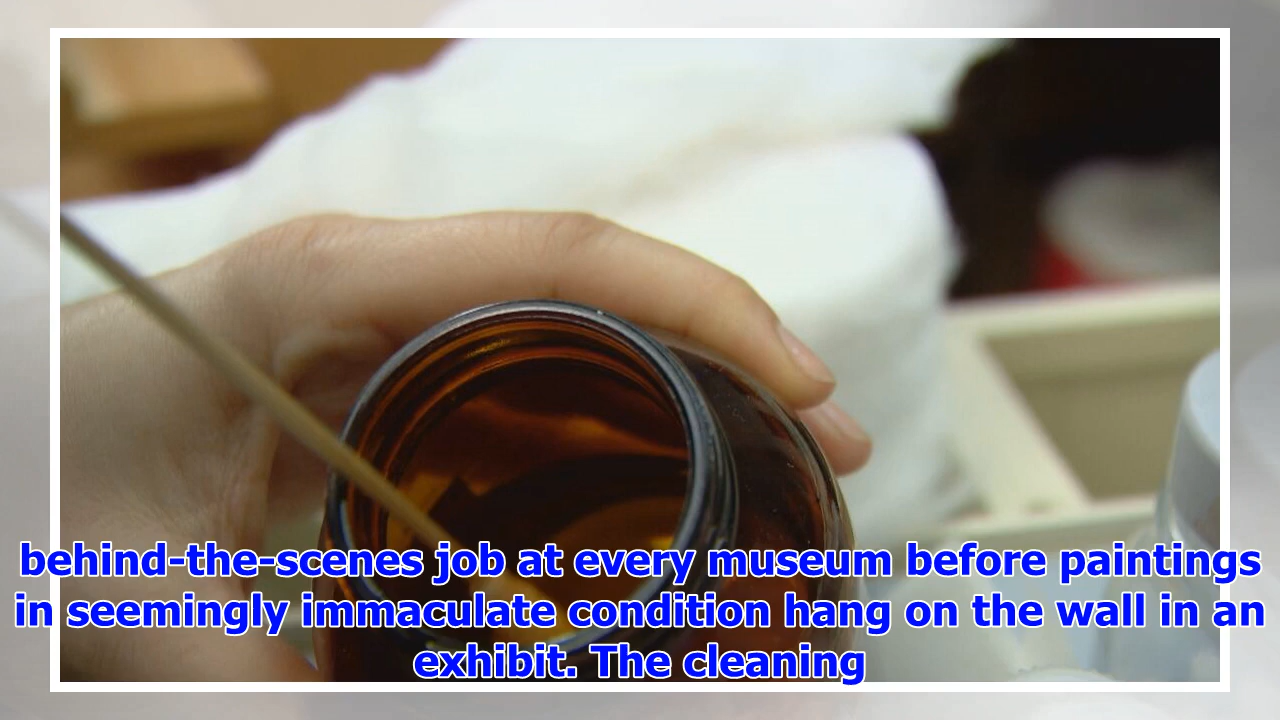 behind-the-scenes job at every museum before paintings
in seemingly immaculate condition hang on the wall in an
exhibit. The cleaning